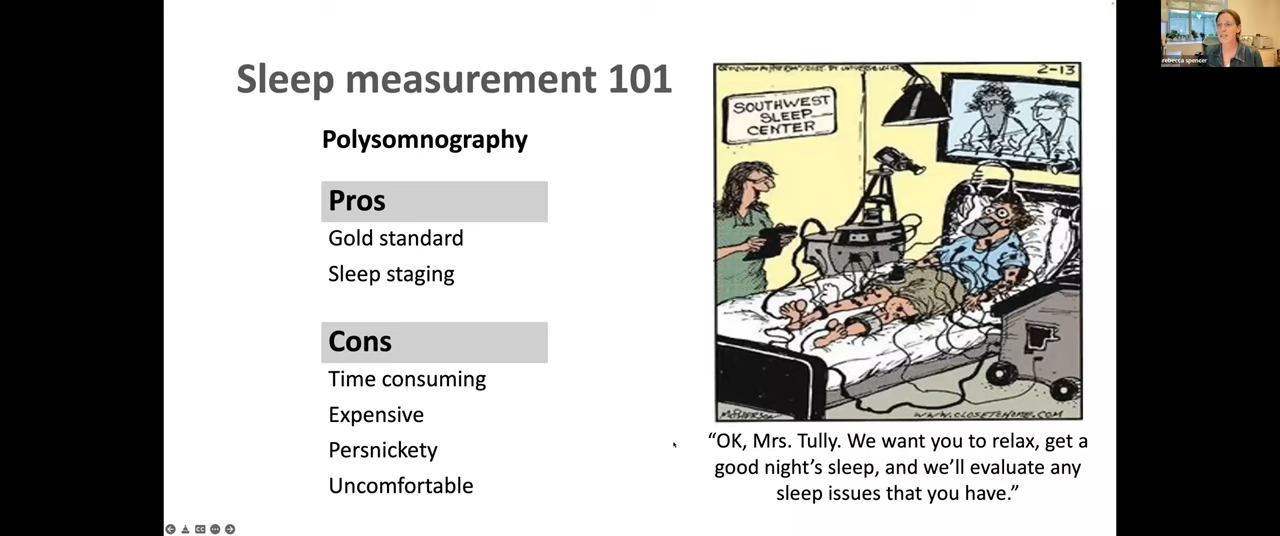 Sleep measurement 101
Polysomnography
Pros
Gold standard
Sleep staging
Cons
Time consuming
Expensive
Persnickety
Uncomfortable
2-13
SOUTHWEST
SLEEP
CENTER
McPHERSON
WWW.CLOSETOHOME.COM
“OK, Mrs. Tully. We want you to relax, get a
good night’s sleep, and we’ll evaluate any
sleep issues that you have.”
rebecca spencer
CC